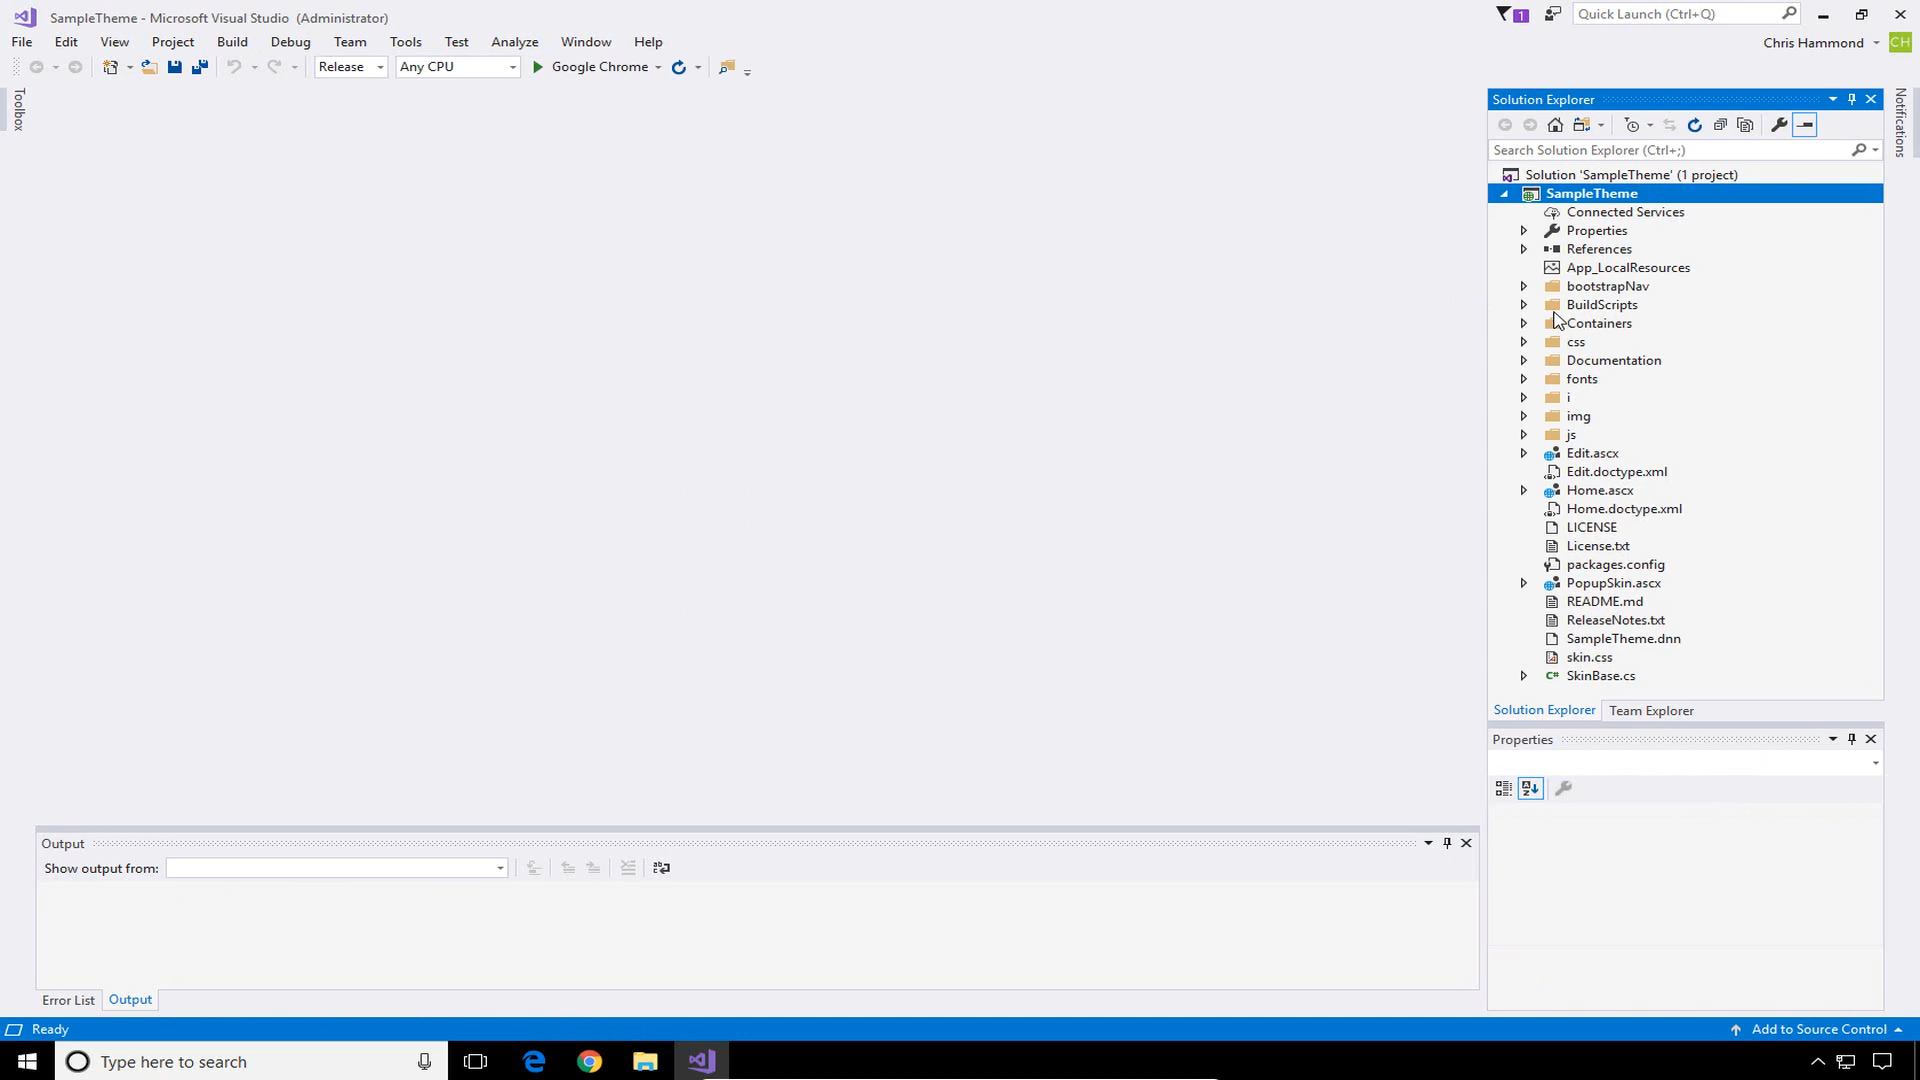 SampleTheme - Microsoft Visual Studio (Administrator)
1
Quick Launch (Ctrl+Q)
File Edit View Project Build Debug Team Tools Test Analyze Window Help
Chris Hammond
CH
Release
Any CPU
Google Chrome
Toolbox
Notifications
Solution Explorer
Search Solution Explorer (Ctrl+;)
Solution 'SampleTheme' (1 project)
SampleTheme
Connected Services
Properties
References
App_LocalResources
bootstrapNav
BuildScripts
Containers
css
Documentation
fonts
i
img
js
Edit.ascx
Edit.doctype.xml
Home.ascx
Home.doctype.xml
LICENSE
License.txt
packages.config
PopupSkin.ascx
README.md
ReleaseNotes.txt
SampleTheme.dnn
skin.css
C# SkinBase.cs
Solution Explorer Team Explorer
Properties
Output
Show output from:
Error List Output
Ready
Add to Source Control
Type here to search